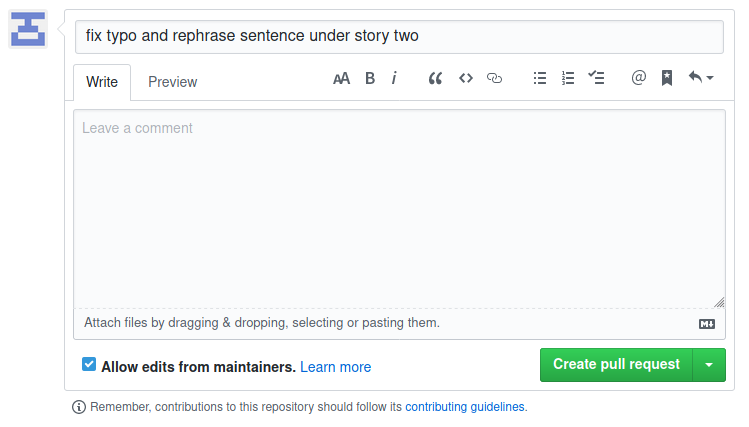 fix typo and rephrase sentence under story two
Write Preview AA B i @
Leave a comment
Attach files by dragging & dropping, selecting or pasting them.
Allow edits from maintainers. Learn more Create pull request
Remember, contributions to this repository should follow its contributing guidelines.